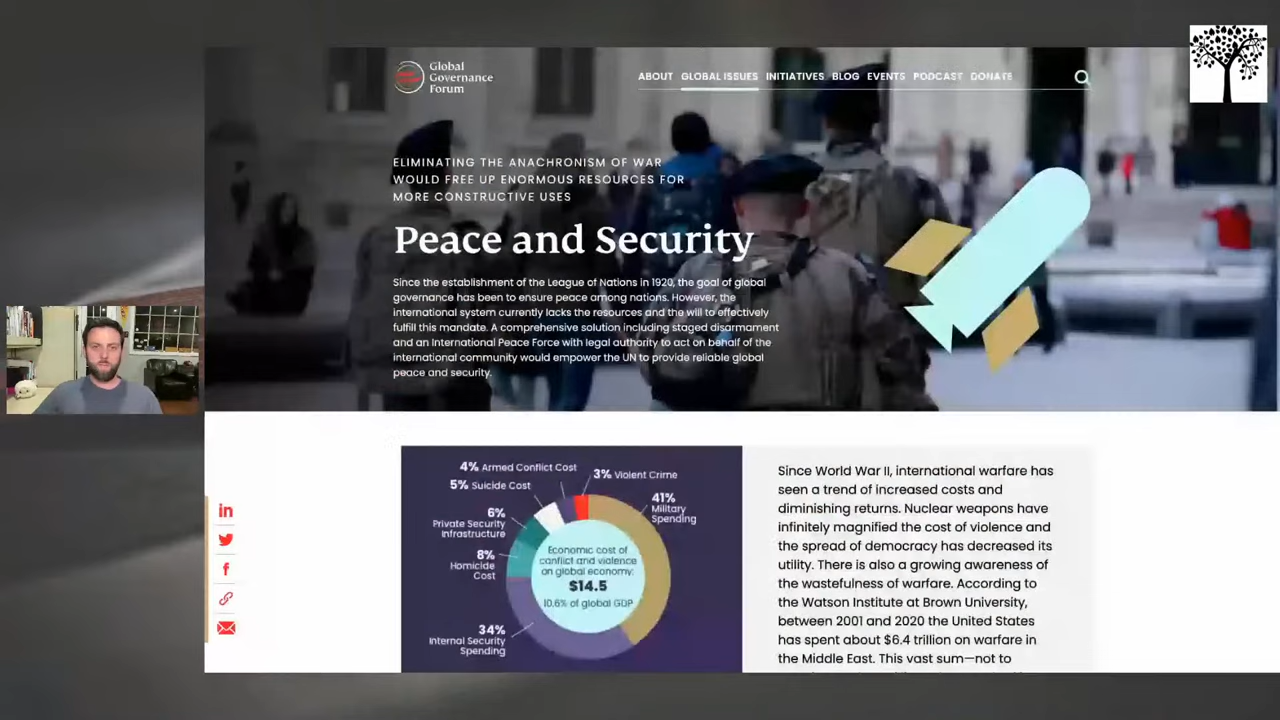 Global
Governance
Forum
ABOUT GLOBAL ISSUES INITIATIVES BLOG EVENTS PODCAST DONATE
ELIMINATING THE ANACHRONISM OF WAR
WOULD FREE UP ENORMOUS RESOURCES FOR
MORE CONSTRUCTIVE USES
Peace and Security
Since the establishment of the League of Nations in 1920, the goal of global
governance has been to ensure peace among nations. However, the
international system currently lacks the resources and the will to effectively
fulfill this mandate. A comprehensive solution including staged disarmament
and an International Peace Force with legal authority to act on behalf of the
international community would empower the UN to provide reliable global
peace and security.
4% Armed Conflict Cost
3% Violent Crime
5% Suicide Cost
41%
Military
Spending
6%
Private Security
Infrastructure
8%
Homicide
Cost
34%
Internal Security
Spending
Economic cost of
conflict and violence
on global economy:
$14.5
10.6% of global GDP
Since World War II, international warfare has
seen a trend of increased costs and
diminishing returns. Nuclear weapons have
infinitely magnified the cost of violence and
the spread of democracy has decreased its
utility. There is also a growing awareness of
the wastefulness of warfare. According to
the Watson Institute at Brown University,
between 2001 and 2020 the United States
has spent about $6.4 trillion on warfare in
the Middle East. This vast sum—not to